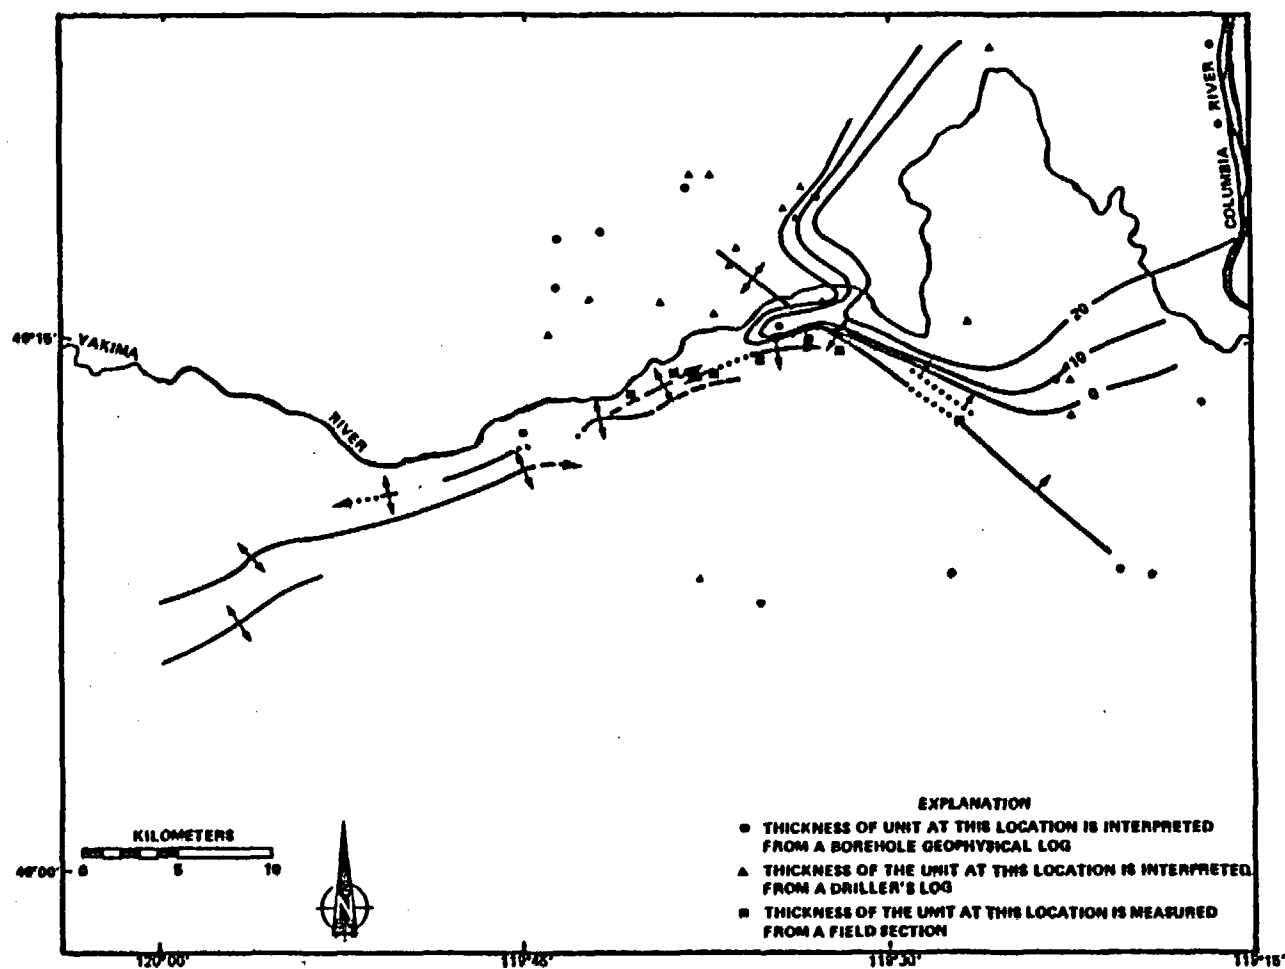 COLUMBIA RIVER
20
46°15'
YAKIMA
10
0
RIVER
EXPLANATION
THICKNESS OF UNIT AT THIS LOCATION IS INTERPRETED
FROM A BOREHOLE GEOPHYSICAL LOG
KILOMETERS
THICKNESS OF THE UNIT AT THIS LOCATION IS INTERPRETED
FROM A DRILLER'S LOG
0 5 10
46°00'
N
THICKNESS OF THE UNIT AT THIS LOCATION IS MEASURED
FROM A FIELD SECTION
120°00' 119°45' 119°30' 119°15'